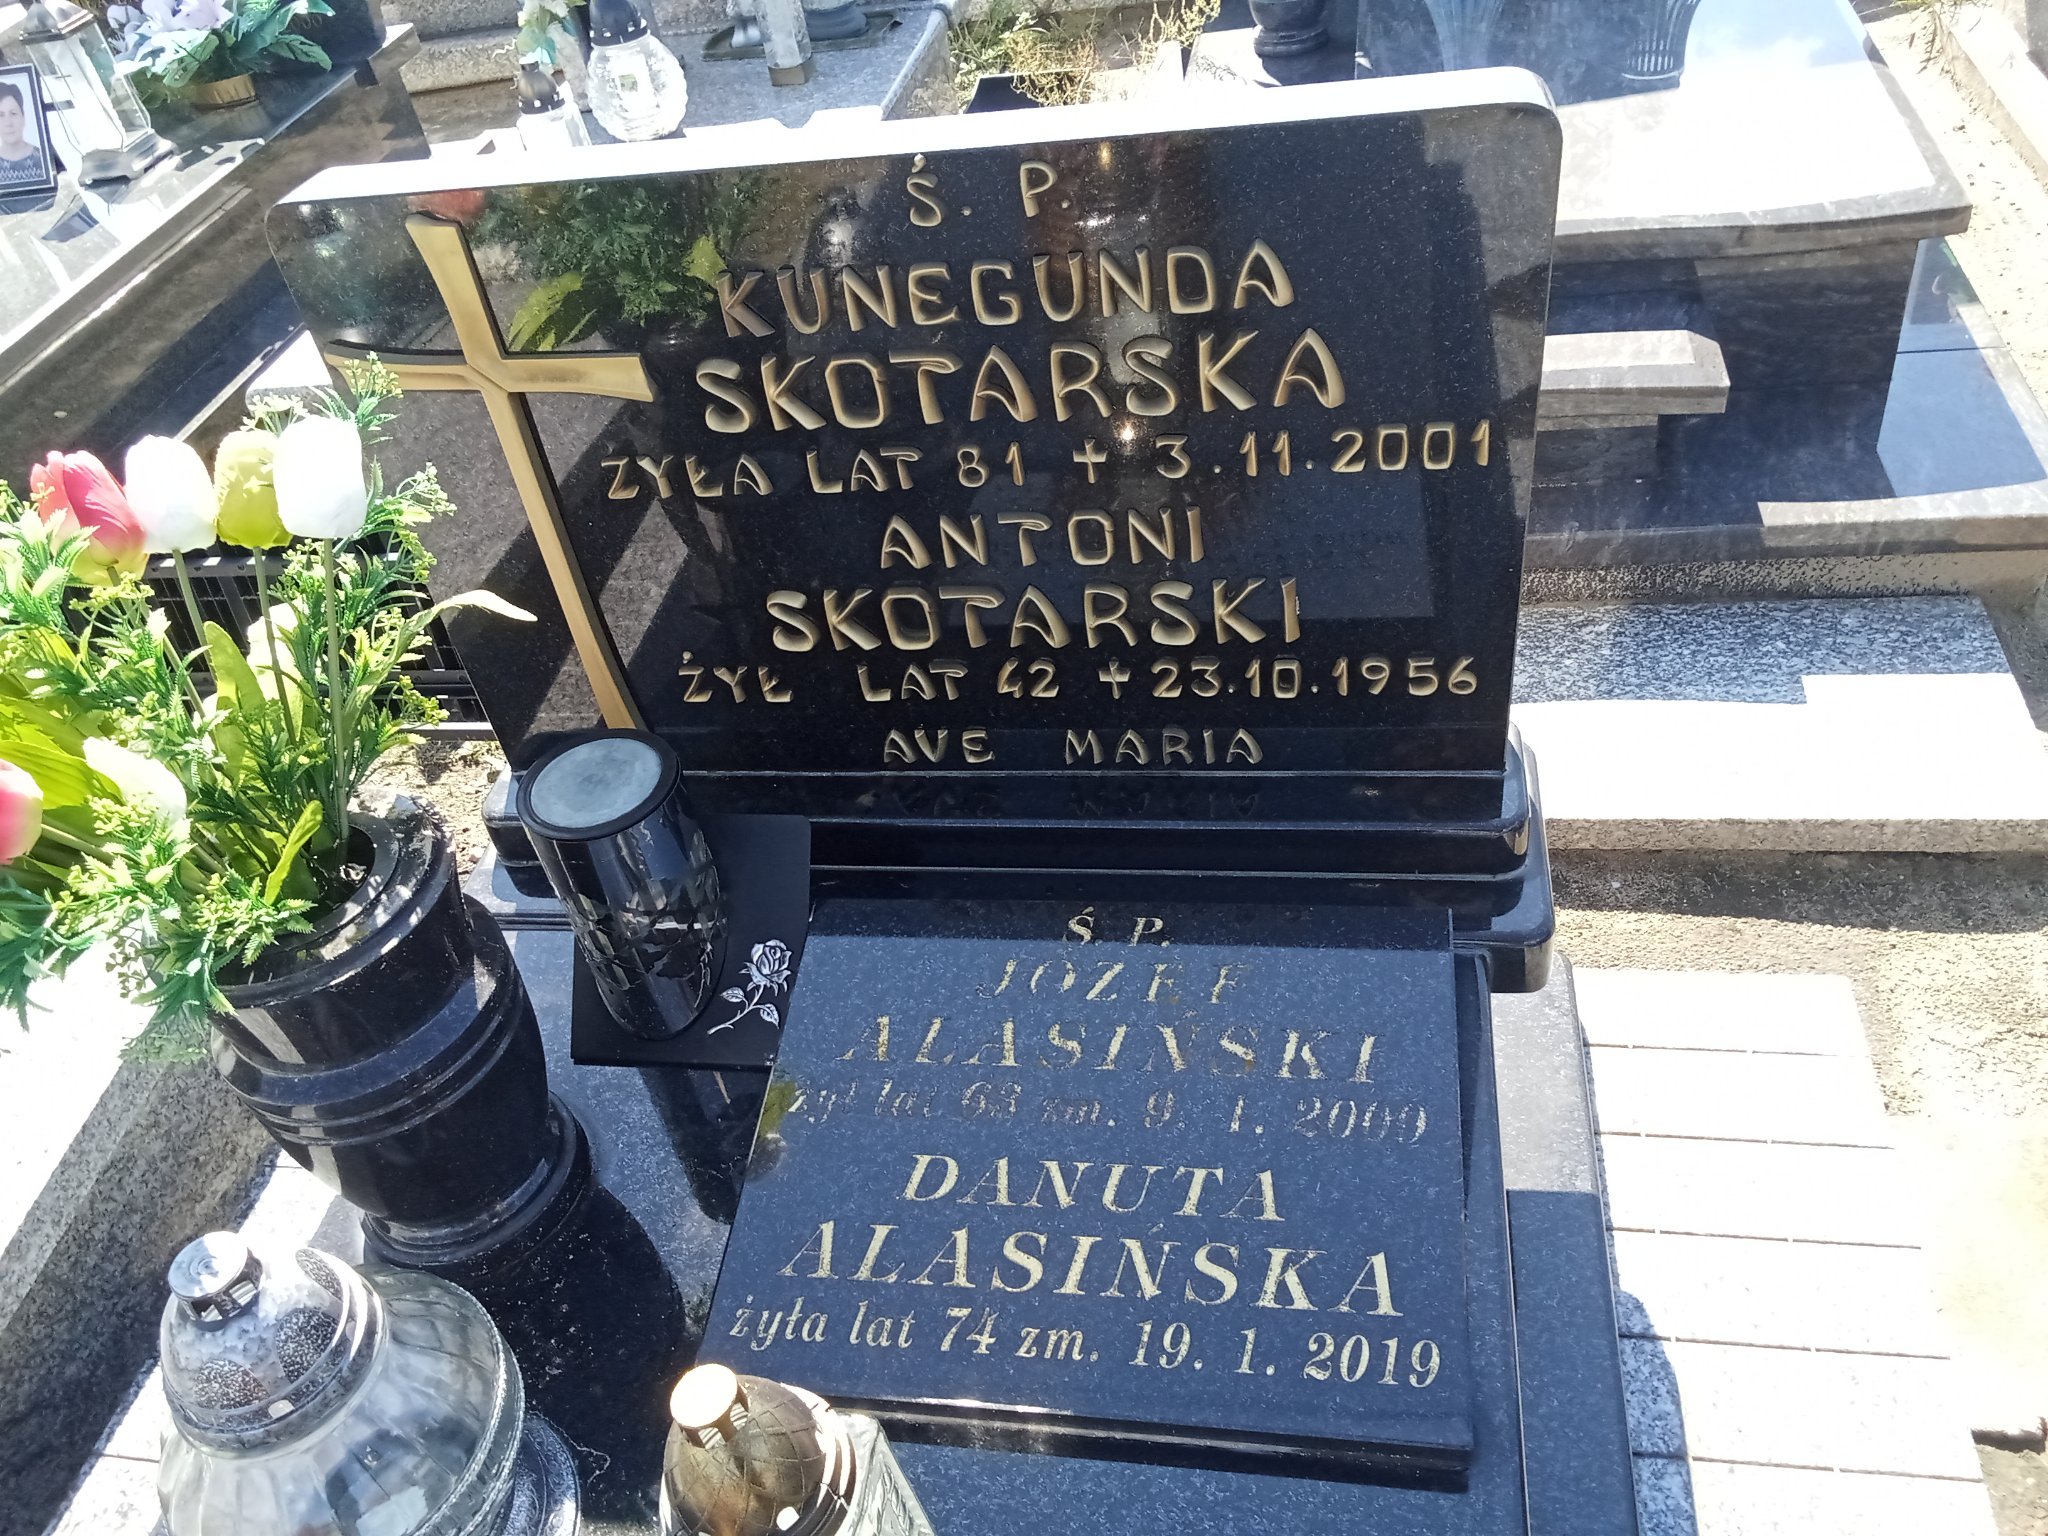 Ś. P.
KUNEGUNDA
SKOTARSKA
ŻYŁA LAT 81 ✝ 3.11.2001
ANTONI
SKOTARSKI
ŻYŁ LAT 42 ✝ 23.10.1956
AVE MARIA
Ś. P.
JÓZEF
ALASIŃSKI
żył lat 63 zm. 9. 1. 2009
DANUTA
ALASIŃSKA
żyła lat 74 zm. 19. 1. 2019